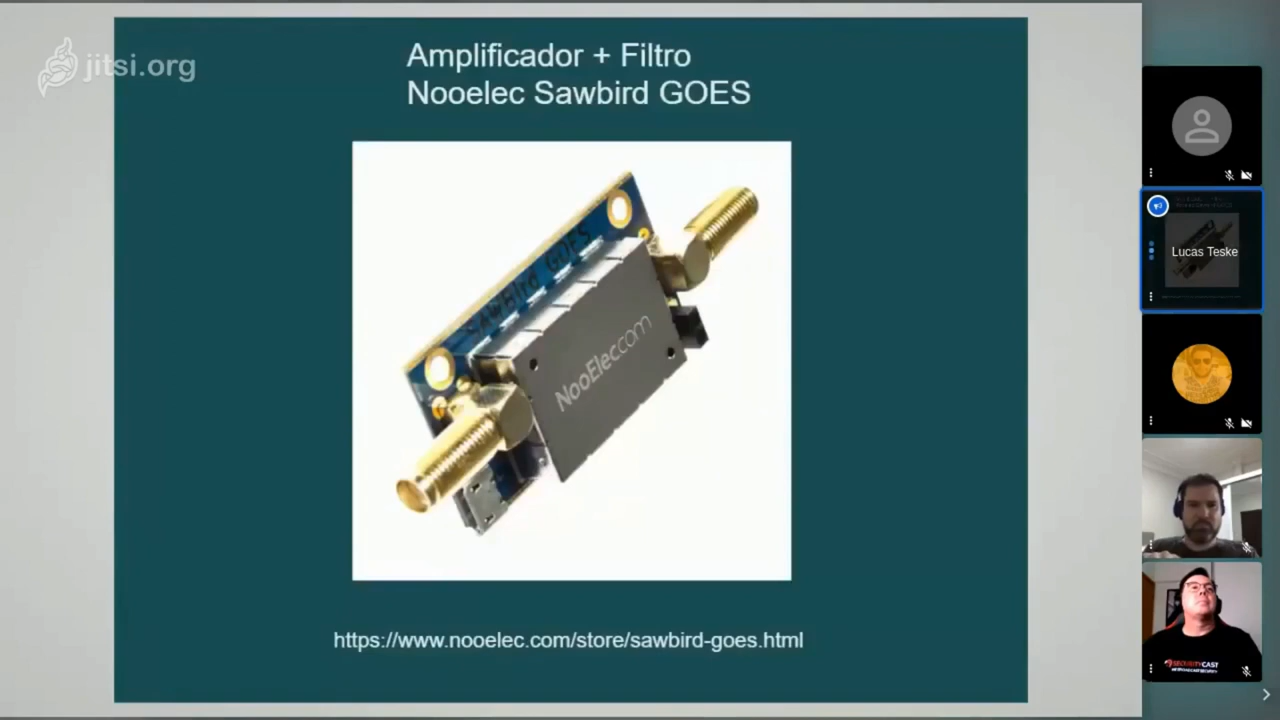 jitsi.org
Amplificador + Filtro
Nooelec Sawbird GOES
SAWBird GOES
NooElec.com
https://www.nooelec.com/store/sawbird-goes.html
Lucas Teske
SECURITYCAST